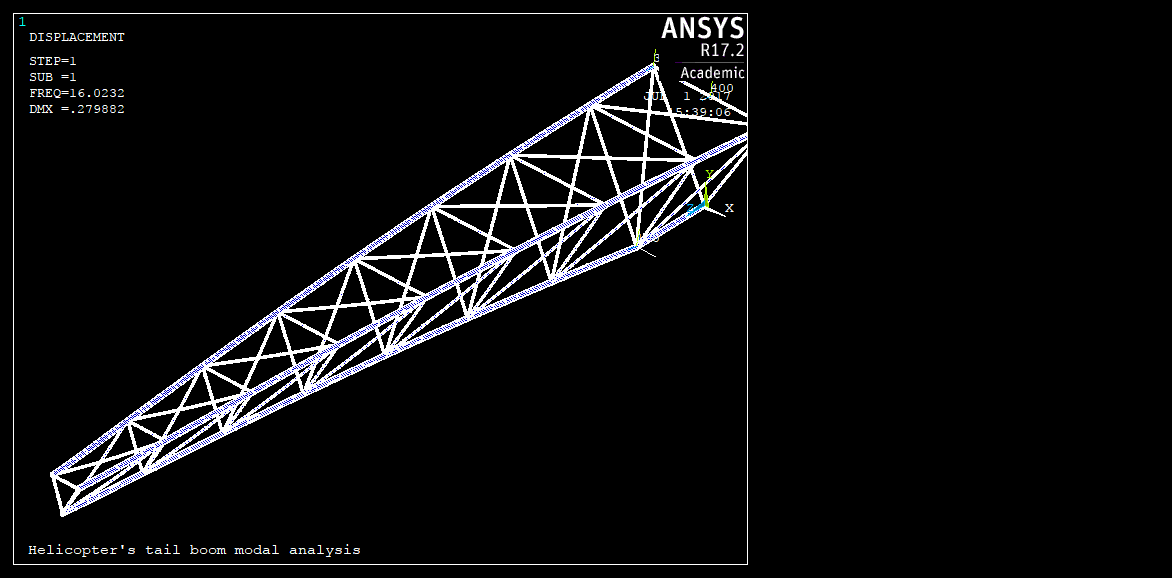 1
DISPLACEMENT
STEP=1
SUB =1
FREQ=16.0232
DMX =.279882
ANSYS
R17.2
Academic
400
1 2017
15:39:06
Y
Z
X
Helicopter's tail boom modal analysis